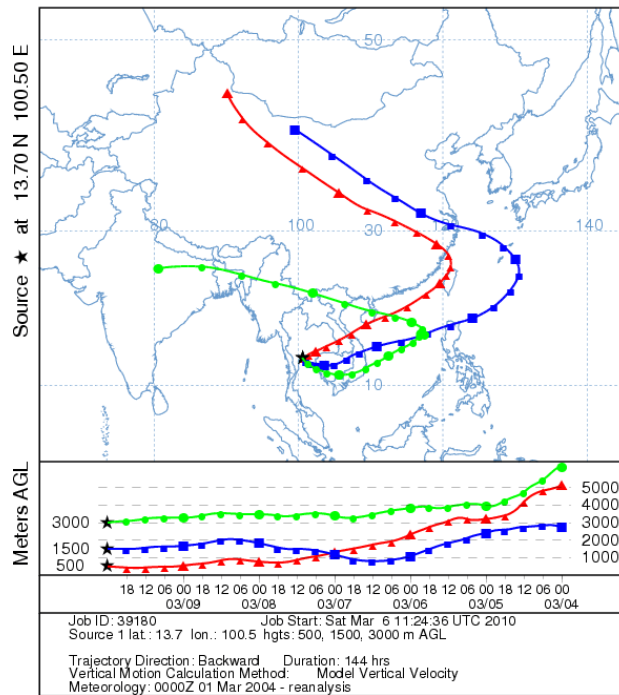 Source ★ at 13.70 N 100.50 E
50
80
100
30
140
10
Meters AGL
3000
1500
500
5000
4000
3000
2000
1000
18 12 06 00 18 12 06 00 18 12 06 00 18 12 06 00 18 12 06 00 18 12 06 00
03/09 03/08 03/07 03/06 03/05 03/04
Job ID: 39180 Job Start: Sat Mar 6 11:24:36 UTC 2010
Source 1 lat.: 13.7 lon.: 100.5 hgts: 500, 1500, 3000 m AGL
Trajectory Direction: Backward Duration: 144 hrs
Vertical Motion Calculation Method: Model Vertical Velocity
Meteorology: 0000Z 01 Mar 2004 - reanalysis